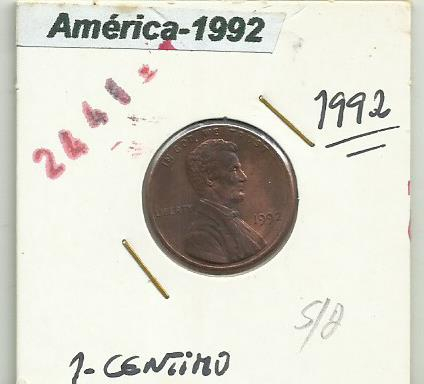 América-1992
2441
1992
IN GOD WE TRUST
LIBERTY
1992
S/D
1-CENTIMO